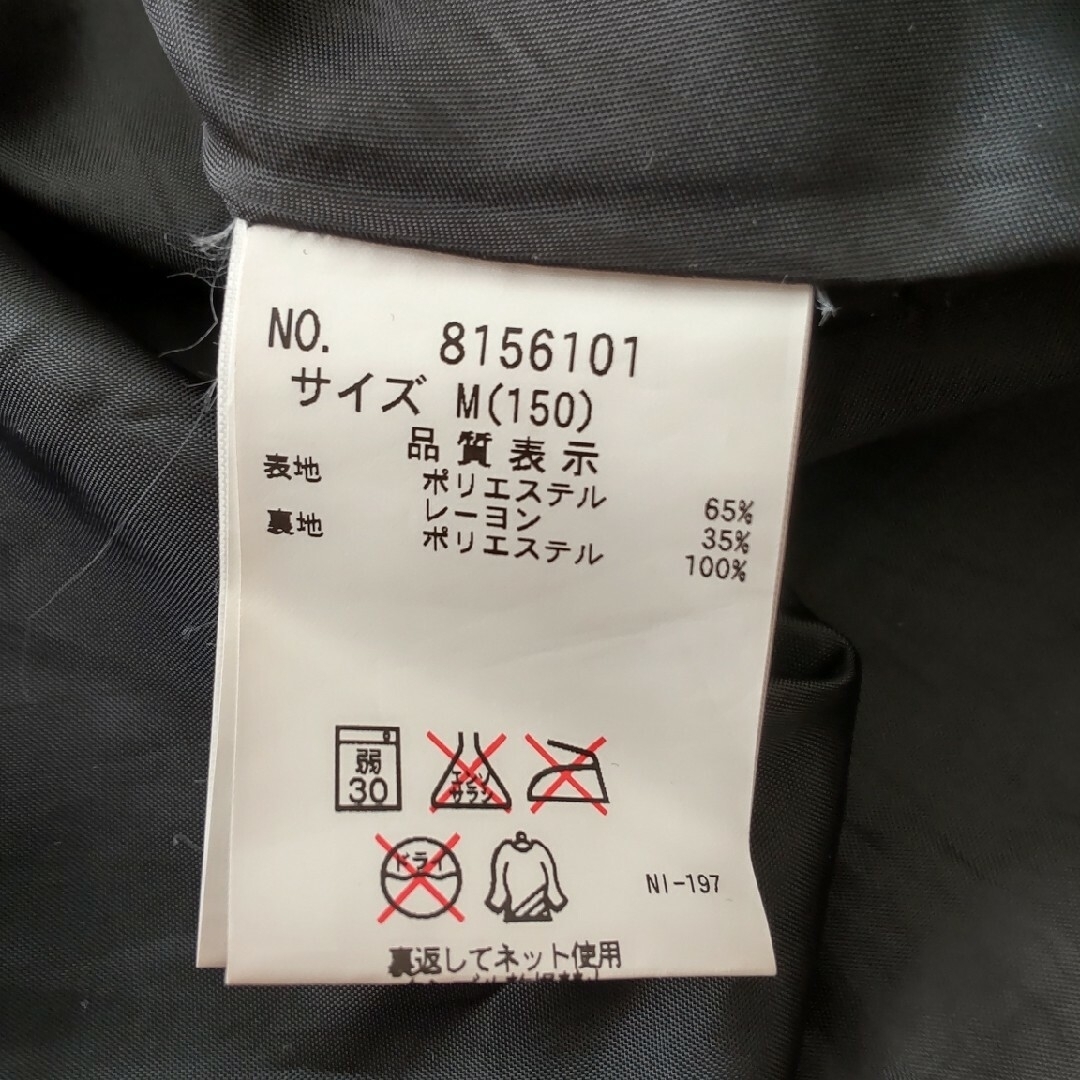 NO. 8156101
サイズ M(150)
品質表示
表地 ポリエステル 65%
レーヨン 35%
裏地 ポリエステル 100%
弱
30
エンソ
サラシ
ドライ
NI-197
裏返してネット使用